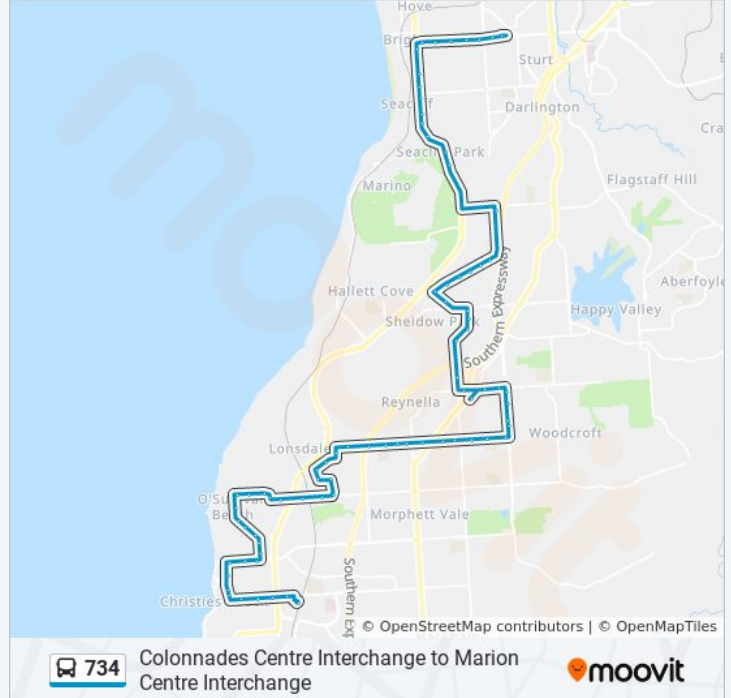 Hove
Brig
Sturt
Seacliff
Darlington
Cra
Seacliff Park
Marino
Flagstaff Hill
Southern Expressway
Hallett Cove
Aberfoyle
Happy Valley
Sheidow Park
Reynella
Woodcroft
Lonsdale
O'Sullivan
Beach
Morphett Vale
Southern Exp
Christies
© OpenStreetMap contributors | © OpenMapTiles
734
Colonnades Centre Interchange to Marion
Centre Interchange
moovit